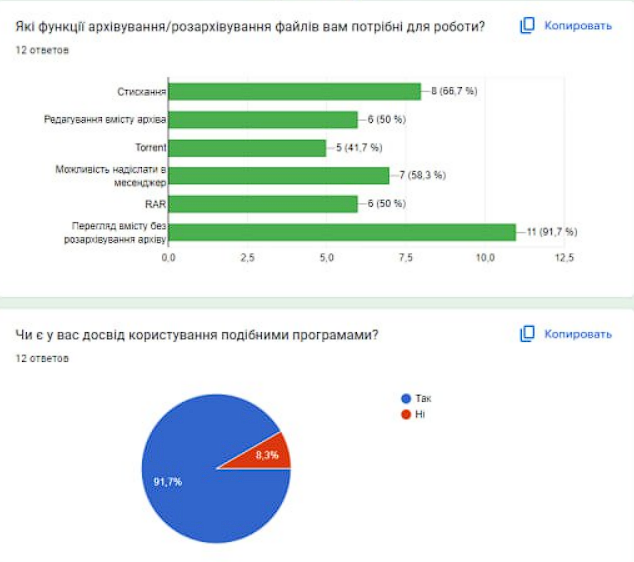 Які функції архівування/розархівування файлів вам потрібні для роботи?
Копировать
12 ответов
Стискання
8 (66,7 %)
Редагування вмісту архіва
6 (50 %)
Torrent
5 (41,7 %)
Можливість надіслати в
месенджер
7 (58,3 %)
RAR
6 (50 %)
Перегляд вмісту без
розархівування архіву
11 (91,7 %)
0,0 2,5 5,0 7,5 10,0 12,5
Чи є у вас досвід користування подібними програмами?
Копировать
12 ответов
Так
Ні
8,3%
91,7%